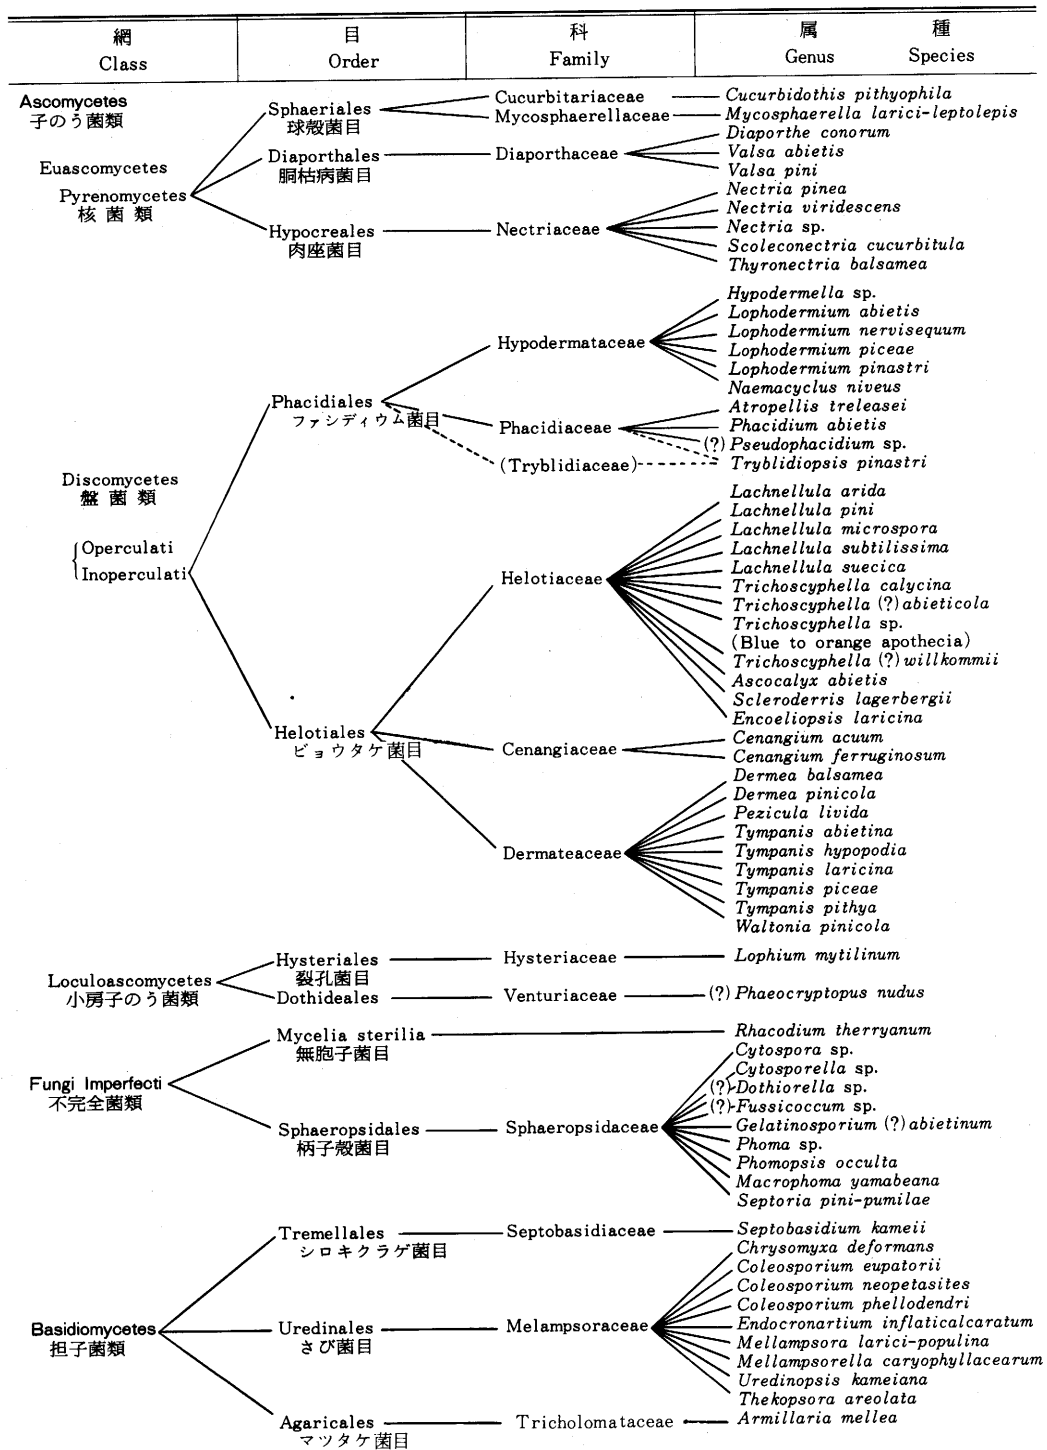 網 目 科 属 種
Class Order Family Genus Species
Ascomycetes
子のう菌類
Euascomycetes
Pyrenomycetes
核菌類
Sphaeriales
球殻菌目
Cucurbitariaceae
Cucurbidothis pithyophila
Mycosphaerellaceae
Mycosphaerella larici-leptolepis
Diaporthales
胴枯病菌目
Diaporthaceae
Diaporthe conorum
Valsa abietis
Valsa pini
Hypocreales
肉座菌目
Nectriaceae
Nectria pinea
Nectria viridescens
Nectria sp.
Scoleconectria cucurbitula
Thyronectria balsamea
Discomycetes
盤菌類
Operculati
Inoperculati
Phacidiales
ファシディウム菌目
Hypodermataceae
Hypodermella sp.
Lophodermium abietis
Lophodermium nervisequum
Lophodermium piceae
Lophodermium pinastri
Naemacyclus niveus
Phacidiaceae
Atropellis treleasei
Phacidium abietis
(?) Pseudophacidium sp.
(Tryblidiaceae)
Tryblidiopsis pinastri
Helotiales
ビョウタケ菌目
Helotiaceae
Lachnellula arida
Lachnellula pini
Lachnellula microspora
Lachnellula subtilissima
Lachnellula suecica
Trichoscyphella calycina
Trichoscyphella (?) abieticola
Trichoscyphella sp.
(Blue to orange apothecia)
Trichoscyphella (?) willkommii
Ascocalyx abietis
Scleroderris lagerbergii
Encoeliopsis laricina
Cenangiaceae
Cenangium acuum
Cenangium ferruginosum
Dermateaceae
Dermea balsamea
Dermea pinicola
Pezicula livida
Tympanis abietina
Tympanis hypopodia
Tympanis laricina
Tympanis piceae
Tympanis pithya
Waltonia pinicola
Loculoascomycetes
小房子のう菌類
Hysteriales
裂孔菌目
Hysteriaceae
Lophium mytilinum
Dothideales
Venturiaceae
(?) Phaeocryptopus nudus
Fungi Imperfecti
不完全菌類
Mycelia sterilia
無胞子菌目
Rhacodium therryanum
Sphaeropsidales
柄子殻菌目
Sphaeropsidaceae
Cytospora sp.
Cytosporella sp.
(?) Dothiorella sp.
(?) Fussicoccum sp.
Gelatinosporium (?) abietinum
Phoma sp.
Phomopsis occulta
Macrophoma yamabeana
Septoria pini-pumilae
Basidiomycetes
担子菌類
Tremellales
シロキクラゲ菌目
Septobasidiaceae
Septobasidium kameii
Uredinales
さび菌目
Melampsoraceae
Chrysomyxa deformans
Coleosporium eupatorii
Coleosporium neopetasites
Coleosporium phellodendri
Endocronartium inflaticalcaratum
Mellampsora larici-populina
Mellampsorella caryophyllacearum
Uredinopsis kameiana
Thekopsora areolata
Agaricales
マツタケ菌目
Tricholomataceae
Armillaria mellea